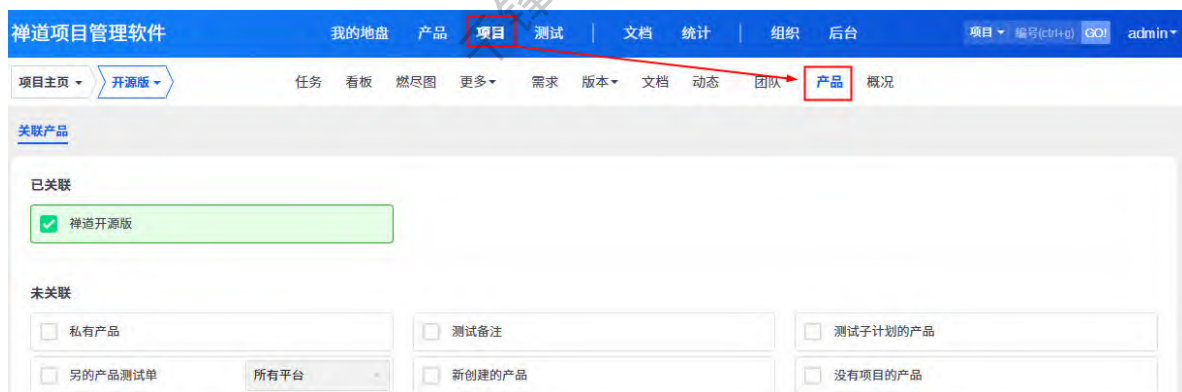 禅道项目管理软件 我的地盘 产品 项目 测试 文档 统计 组织 后台 项目 编号(ctrl+g) GO! admin
项目主页 开源版 任务 看板 燃尽图 更多 需求 版本 文档 动态 团队 产品 概况
关联产品
已关联
禅道开源版
未关联
私有产品 测试备注 测试子计划的产品
另的产品测试单 所有平台 新创建的产品 没有项目的产品